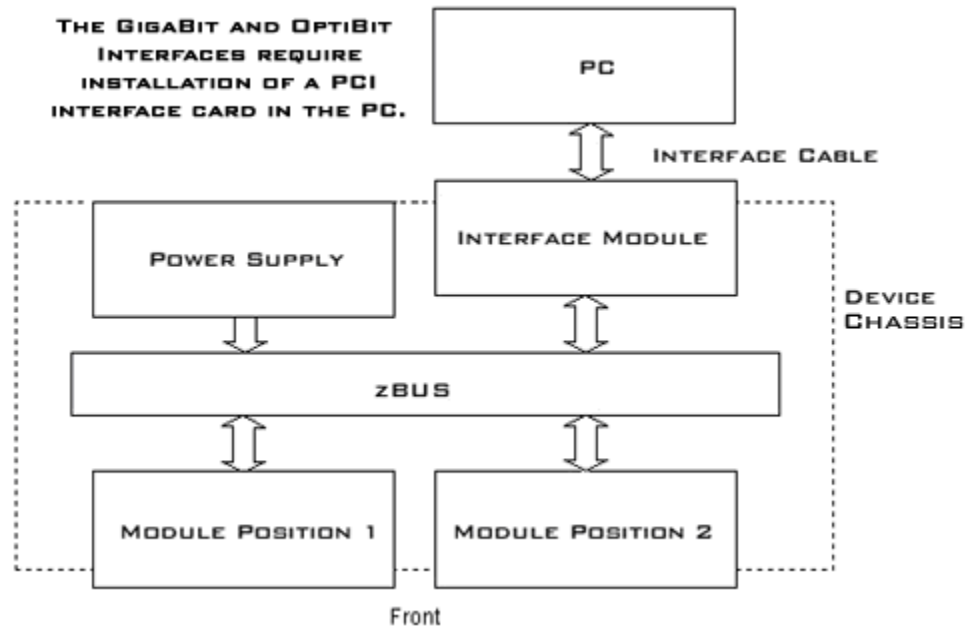 The GigaBit and OptiBit
Interfaces require
installation of a PCI
interface card in the PC.
PC
Interface Cable
Interface Module
Power Supply
Device
Chassis
zBUS
Module Position 1
Module Position 2
Front